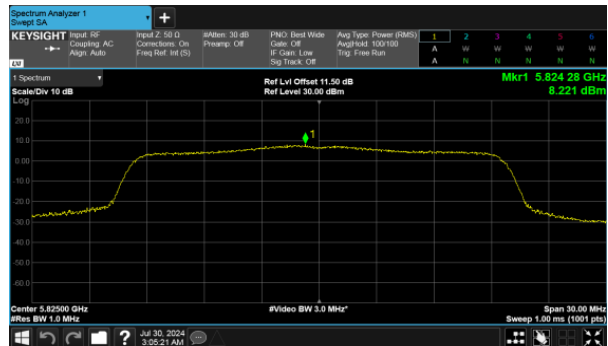 Spectrum Analyzer 1
Swept SA
+
KEYSIGHT
Input: RF
Coupling: AC
Align: Auto
Input Z: 50 Ω
Corrections: On
Freq Ref: Int (S)
#Atten: 30 dB
Preamp: Off
PNO: Best Wide
Gate: Off
IF Gain: Low
Sig Track: Off
Avg Type: Power (RMS)
Avg|Hold: 100/100
Trig: Free Run
1 2 3 4 5 6
A W W W W W
A N N N N N
LXI
1 Spectrum
Scale/Div 10 dB
Log
Ref Lvl Offset 11.50 dB
Ref Level 30.00 dBm
Mkr1 5.824 28 GHz
8.221 dBm
1
20.0
10.0
0.00
-10.0
-20.0
-30.0
-40.0
-50.0
-60.0
Center 5.82500 GHz
#Res BW 1.0 MHz
#Video BW 3.0 MHz*
Span 30.00 MHz
Sweep 1.00 ms (1001 pts)
?
Jul 30, 2024
3:05:21 AM